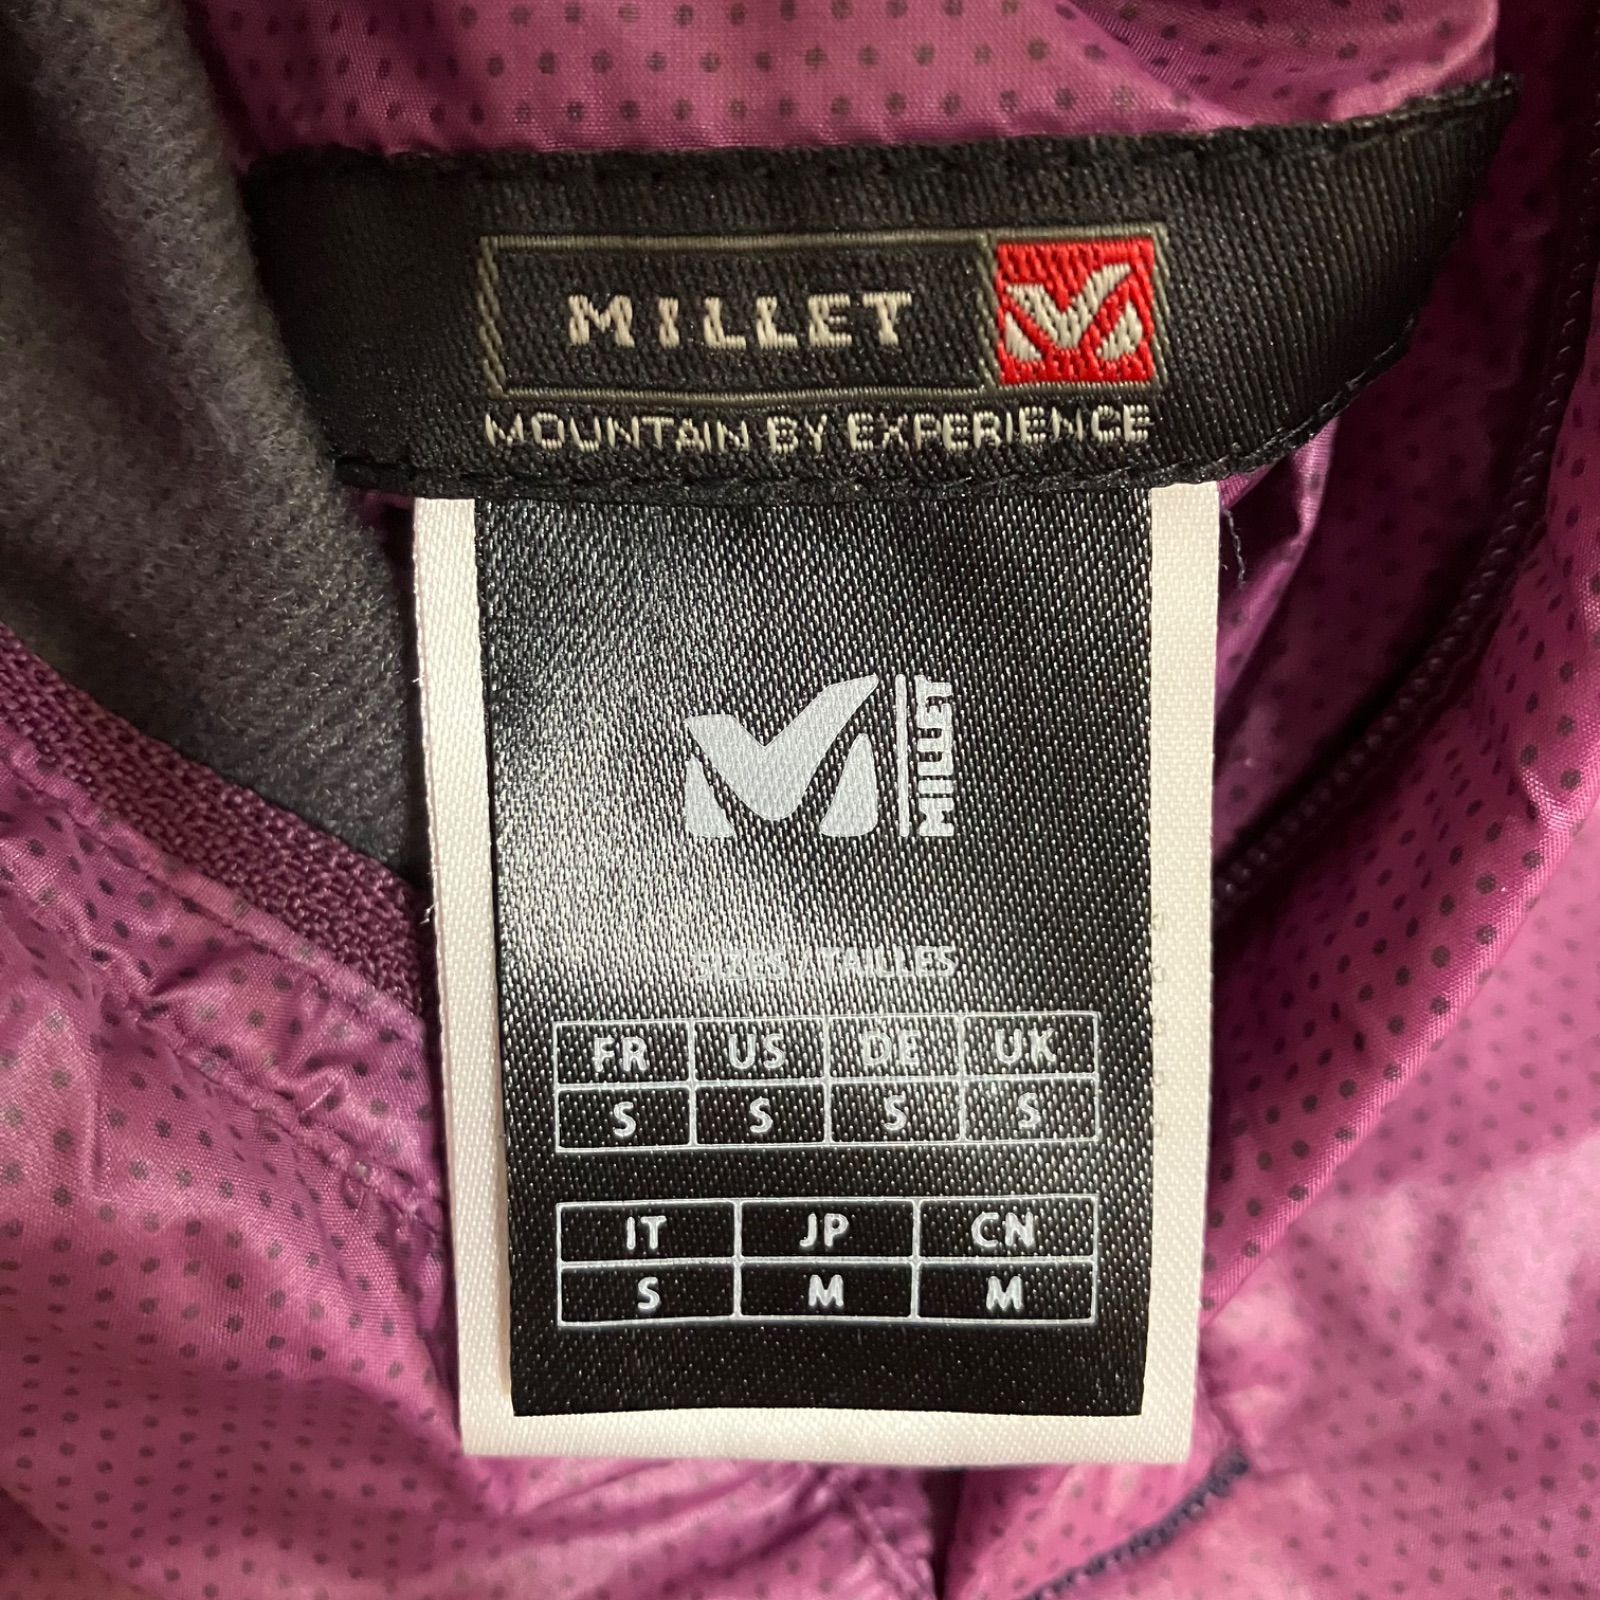 MILLET
MOUNTAIN BY EXPERIENCE
MILLET
SIZES / TAILLES
FR US DE UK
S S S S
IT JP CN
S M M